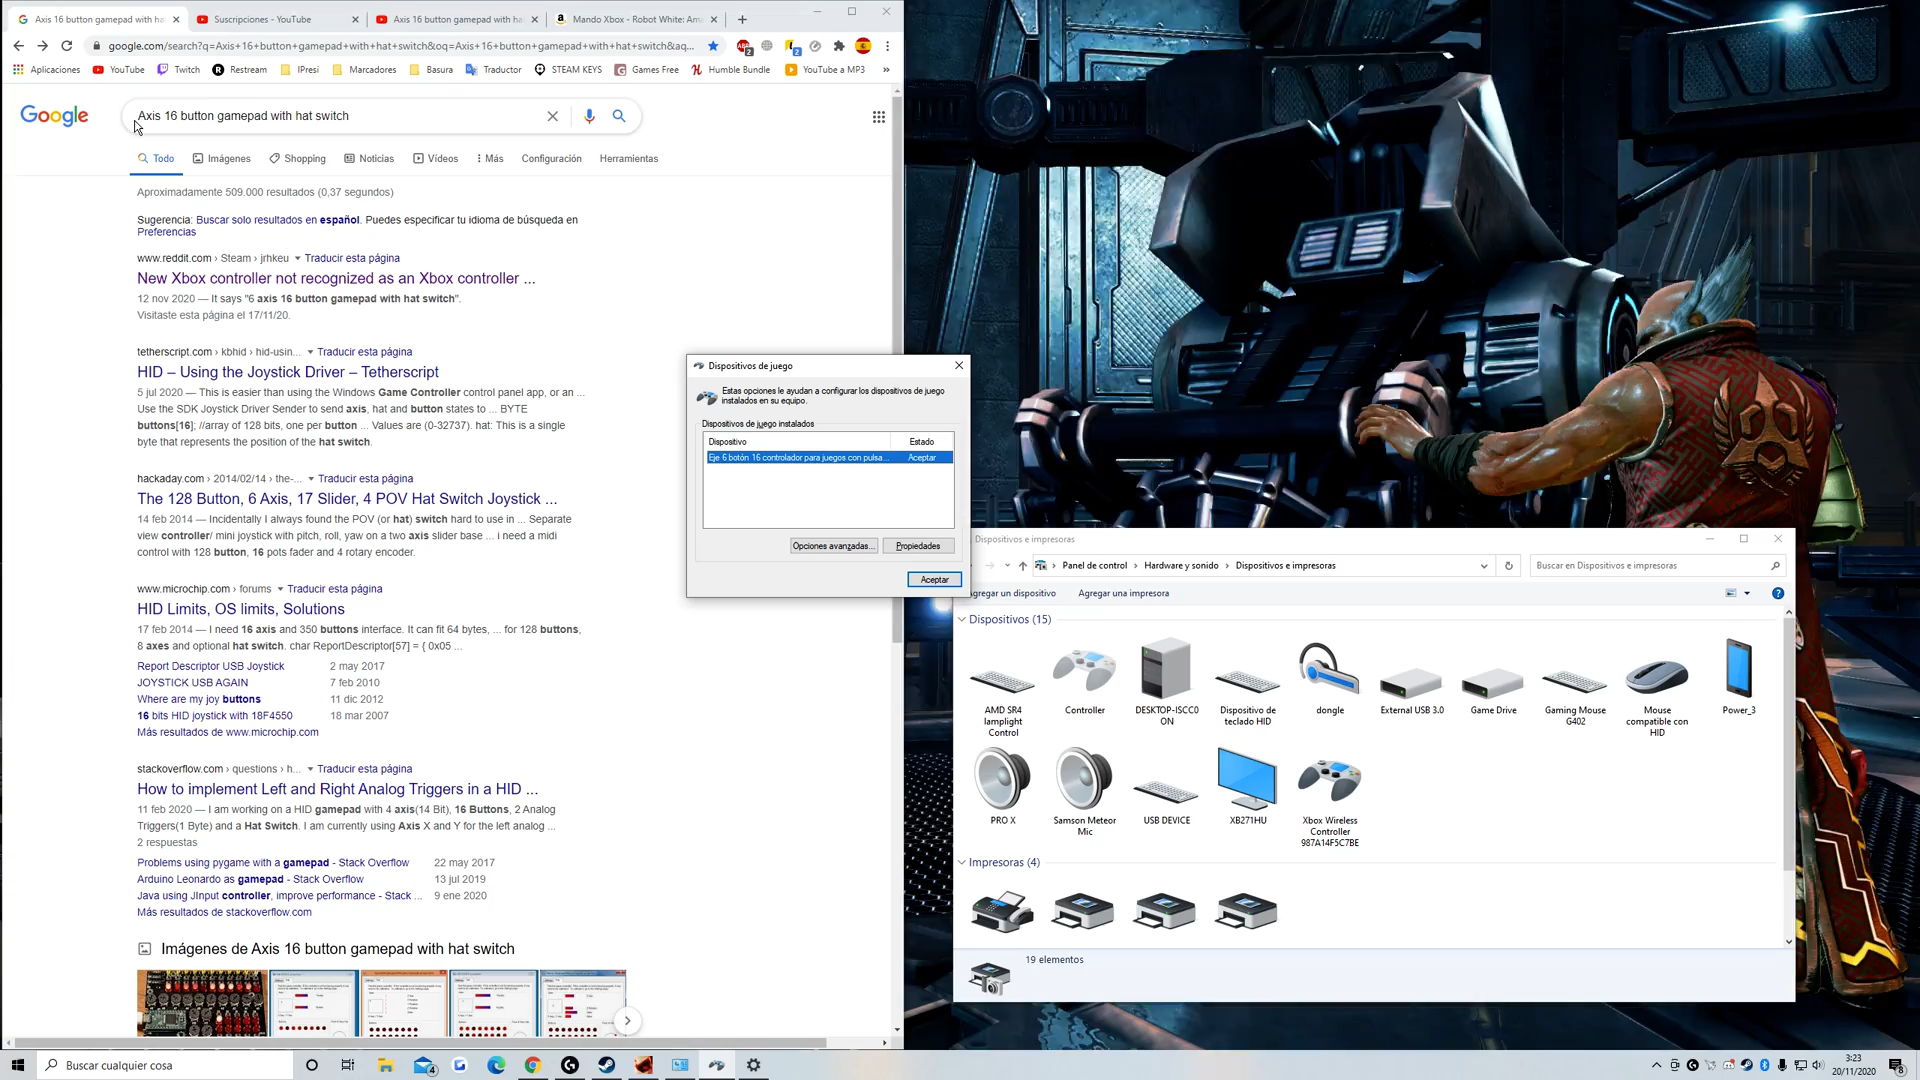 Axis 16 button gamepad with ha
Suscripciones - YouTube
Axis 16 button gamepad with ha
Mando Xbox - Robot White: Am
google.com/search?q=Axis+16+button+gamepad+with+hat+switch&oq=Axis+16+button+gamepad+with+hat+switch&aq...
Aplicaciones
YouTube
Twitch
Restream
IPresi
Marcadores
Basura
Traductor
STEAM KEYS
Games Free
Humble Bundle
YouTube a MP3
»
Google
Axis 16 button gamepad with hat switch
Todo
Imágenes
Shopping
Noticias
Vídeos
Más
Configuración
Herramientas
Aproximadamente 509.000 resultados (0,37 segundos)
Sugerencia: Buscar solo resultados en español. Puedes especificar tu idioma de búsqueda en
Preferencias
www.reddit.com › Steam › jrhkeu
Traducir esta página
New Xbox controller not recognized as an Xbox controller ...
12 nov 2020 — It says "6 axis 16 button gamepad with hat switch".
Visitaste esta página el 17/11/20.
tetherscript.com › kbhid › hid-usin...
Traducir esta página
HID – Using the Joystick Driver – Tetherscript
5 jul 2020 — This is easier than using the Windows Game Controller control panel app, or an ...
Use the SDK Joystick Driver Sender to send axis, hat and button states to ... BYTE
buttons[16]; //array of 128 bits, one per button ... Values are (0-32737). hat: This is a single
byte that represents the position of the hat switch.
hackaday.com › 2014/02/14 › the-...
Traducir esta página
The 128 Button, 6 Axis, 17 Slider, 4 POV Hat Switch Joystick ...
14 feb 2014 — Incidentally I always found the POV (or hat) switch hard to use in ... Separate
view controller/ mini joystick with pitch, roll, yaw on a two axis slider base ... i need a midi
control with 128 button, 16 pots fader and 4 rotary encoder.
www.microchip.com › forums
Traducir esta página
HID Limits, OS limits, Solutions
17 feb 2014 — I need 16 axis and 350 buttons interface. It can fit 64 bytes, ... for 128 buttons,
8 axes and optional hat switch. char ReportDescriptor[57] = { 0x05 ...
Report Descriptor USB Joystick
2 may 2017
JOYSTICK USB AGAIN
7 feb 2010
Where are my joy buttons
11 dic 2012
16 bits HID joystick with 18F4550
18 mar 2007
Más resultados de www.microchip.com
stackoverflow.com › questions › h...
Traducir esta página
How to implement Left and Right Analog Triggers in a HID ...
11 feb 2020 — I am working on a HID gamepad with 4 axis(14 Bit), 16 Buttons, 2 Analog
Triggers(1 Byte) and a Hat Switch. I am currently using Axis X and Y for the left analog ...
2 respuestas
Problems using pygame with a gamepad - Stack Overflow
22 may 2017
Arduino Leonardo as gamepad - Stack Overflow
13 jul 2019
Java using JInput controller, improve performance - Stack ...
9 ene 2020
Más resultados de stackoverflow.com
Imágenes de Axis 16 button gamepad with hat switch
Dispositivos de juego
Estas opciones le ayudan a configurar los dispositivos de juego
instalados en su equipo.
Dispositivos de juego instalados
Dispositivo
Estado
Eje 6 botón 16 controlador para juegos con pulsa...
Aceptar
Opciones avanzadas...
Propiedades
Aceptar
Dispositivos e impresoras
Panel de control
Hardware y sonido
Dispositivos e impresoras
Buscar en Dispositivos e impresoras
gregar un dispositivo
Agregar una impresora
Dispositivos (15)
AMD SR4
lamplight
Control
Controller
DESKTOP-ISCC0
ON
Dispositivo de
teclado HID
dongle
External USB 3.0
Game Drive
Gaming Mouse
G402
Mouse
compatible con
HID
Power_3
PRO X
Samson Meteor
Mic
USB DEVICE
XB271HU
Xbox Wireless
Controller
987A14F5C7BE
Impresoras (4)
19 elementos
Buscar cualquier cosa
4
3:23
20/11/2020